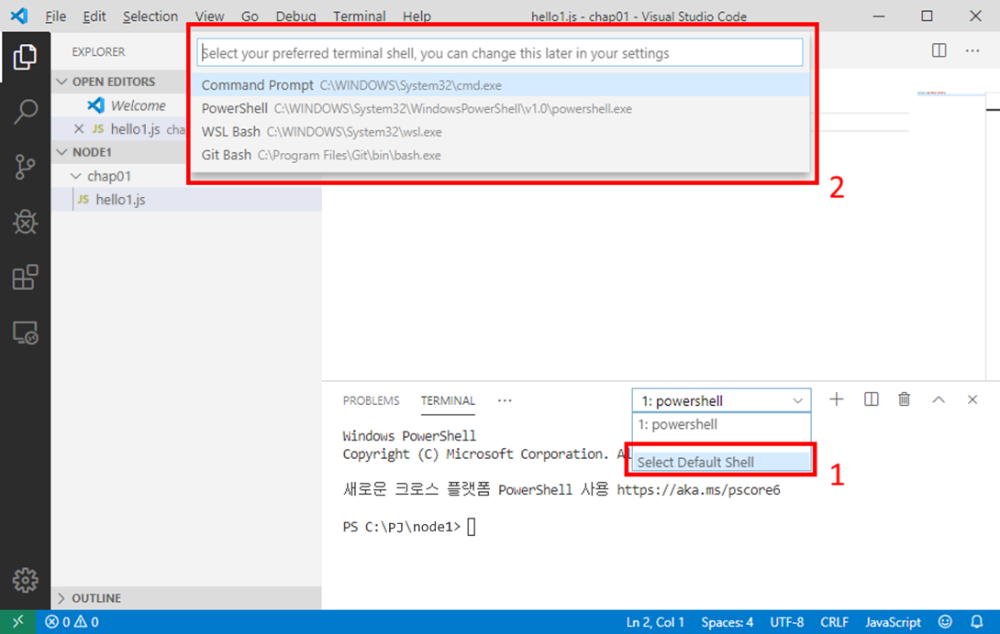 File Edit Selection View Go Debug Terminal Help hello1.js - chap01 - Visual Studio Code
EXPLORER
OPEN EDITORS
Welcome
JS hello1.js
NODE1
chap01
JS hello1.js
OUTLINE
Select your preferred terminal shell, you can change this later in your settings
Command Prompt C:\WINDOWS\System32\cmd.exe
PowerShell C:\WINDOWS\System32\WindowsPowerShell\v1.0\powershell.exe
WSL Bash C:\WINDOWS\System32\wsl.exe
Git Bash C:\Program Files\Git\bin\bash.exe
2
PROBLEMS TERMINAL ··· 1: powershell
1: powershell
Select Default Shell
1
Windows PowerShell
Copyright (C) Microsoft Corporation.
새로운 크로스 플랫폼 PowerShell 사용 https://aka.ms/pscore6
PS C:\PJ\node1>
0 0 Ln 2, Col 1 Spaces: 4 UTF-8 CRLF JavaScript